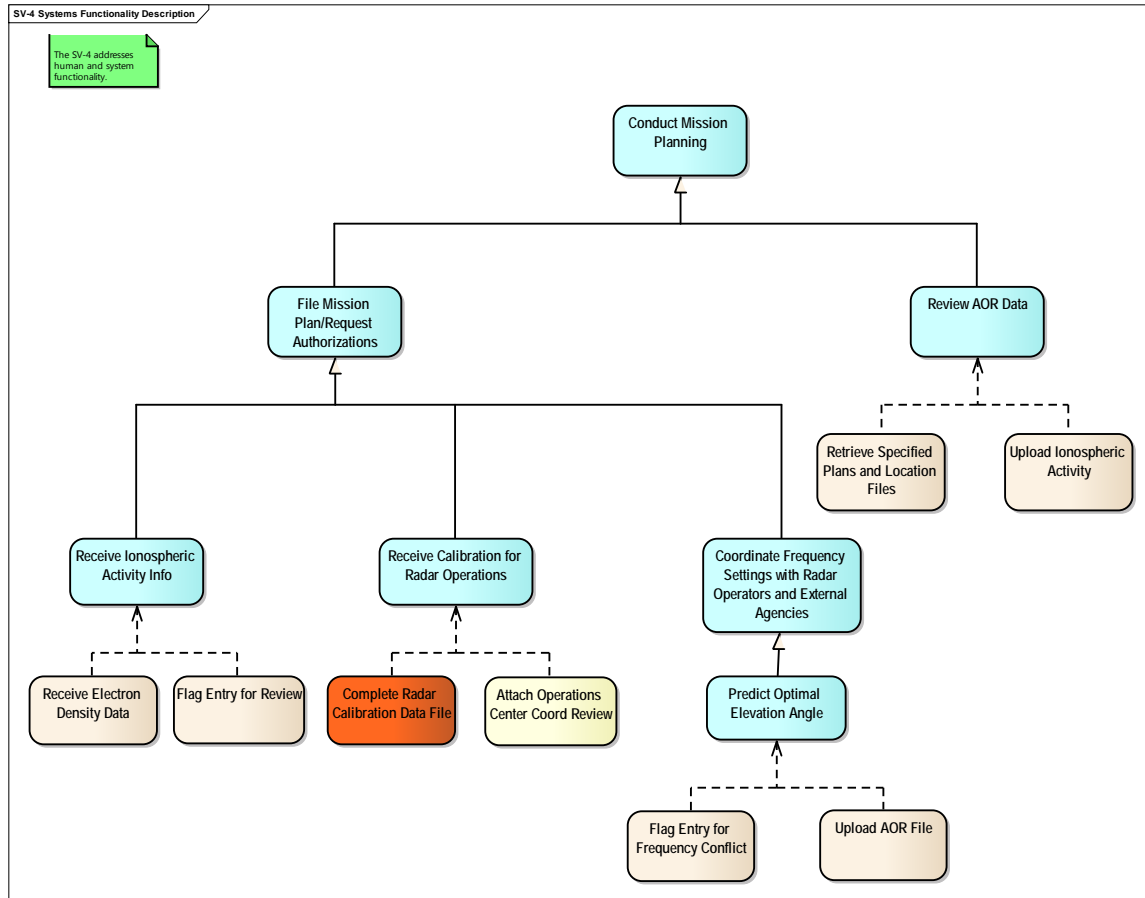 SV-4 Systems Functionality Description
The SV-4 addresses
human and system
functionality.
Conduct Mission
Planning
File Mission
Plan/Request
Authorizations
Review AOR Data
Retrieve Specified
Plans and Location
Files
Upload Ionospheric
Activity
Receive Ionospheric
Activity Info
Receive Calibration for
Radar Operations
Coordinate Frequency
Settings with Radar
Operators and External
Agencies
Receive Electron
Density Data
Flag Entry for Review
Complete Radar
Calibration Data File
Attach Operations
Center Coord Review
Predict Optimal
Elevation Angle
Flag Entry for
Frequency Conflict
Upload AOR File